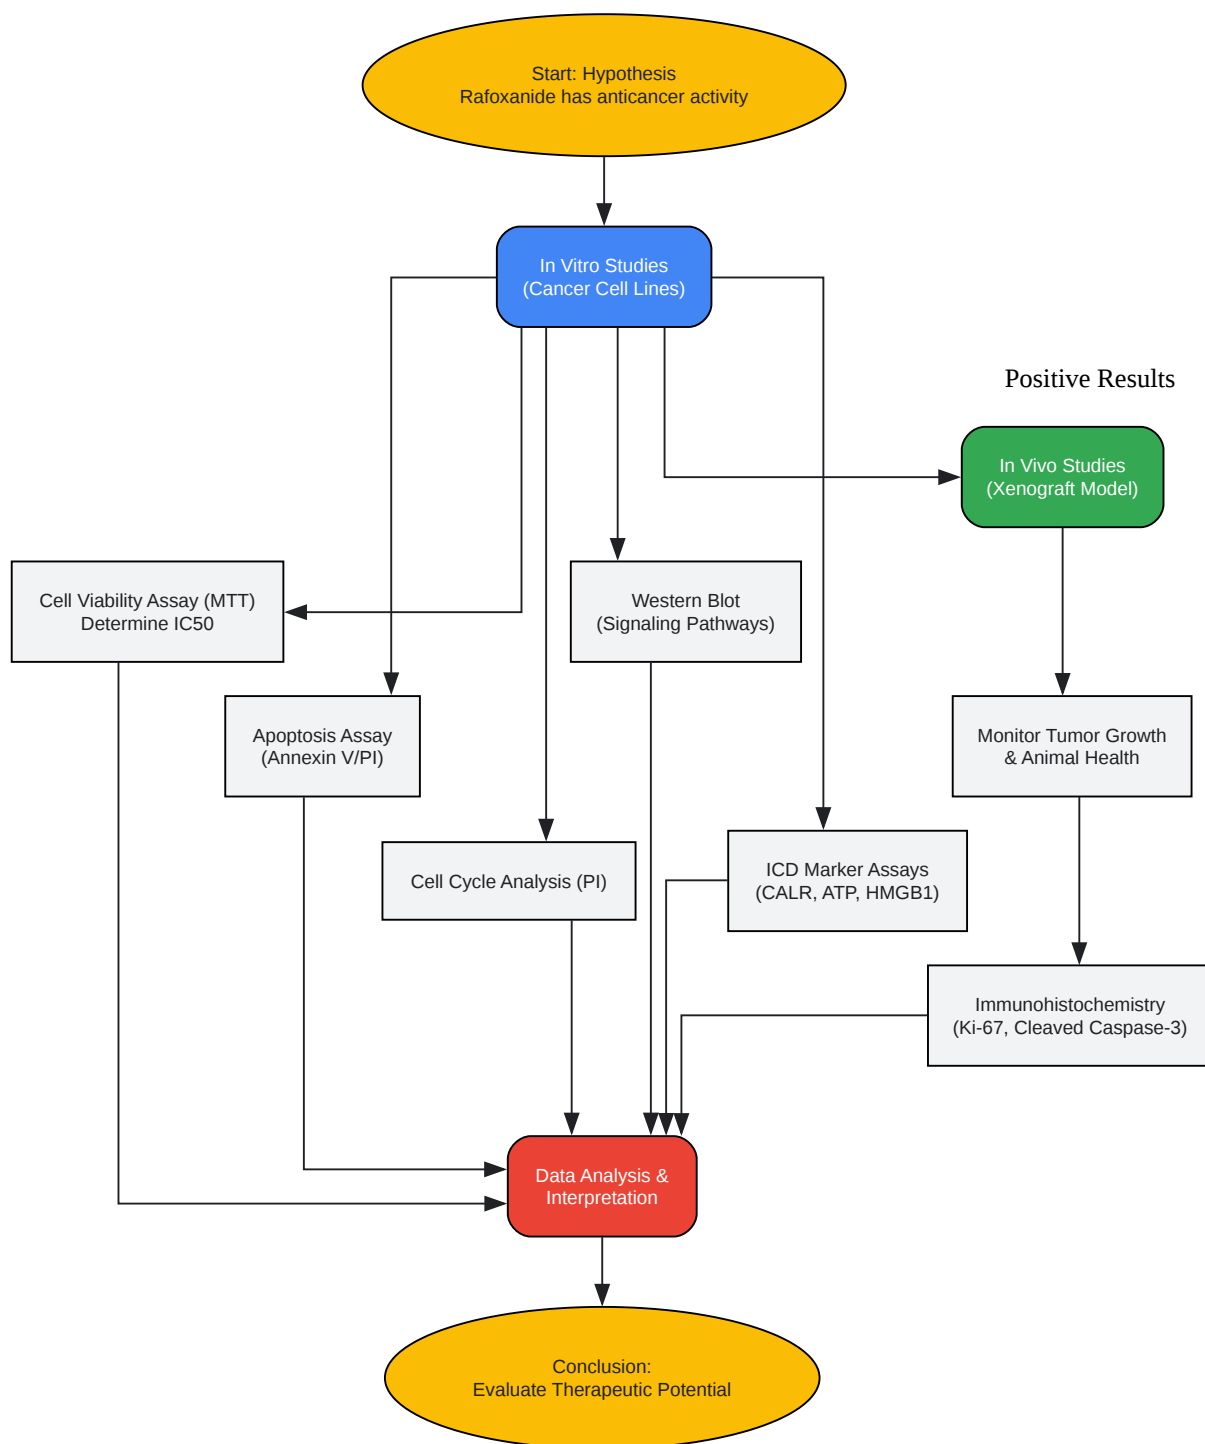 Start: Hypothesis
Rafoxanide has anticancer activity
In Vitro Studies
(Cancer Cell Lines)
Positive Results
In Vivo Studies
(Xenograft Model)
Cell Viability Assay (MTT)
Determine IC50
Western Blot
(Signaling Pathways)
Apoptosis Assay
(Annexin V/PI)
Monitor Tumor Growth
& Animal Health
Cell Cycle Analysis (PI)
ICD Marker Assays
(CALR, ATP, HMGB1)
Immunohistochemistry
(Ki-67, Cleaved Caspase-3)
Data Analysis &
Interpretation
Conclusion:
Evaluate Therapeutic Potential